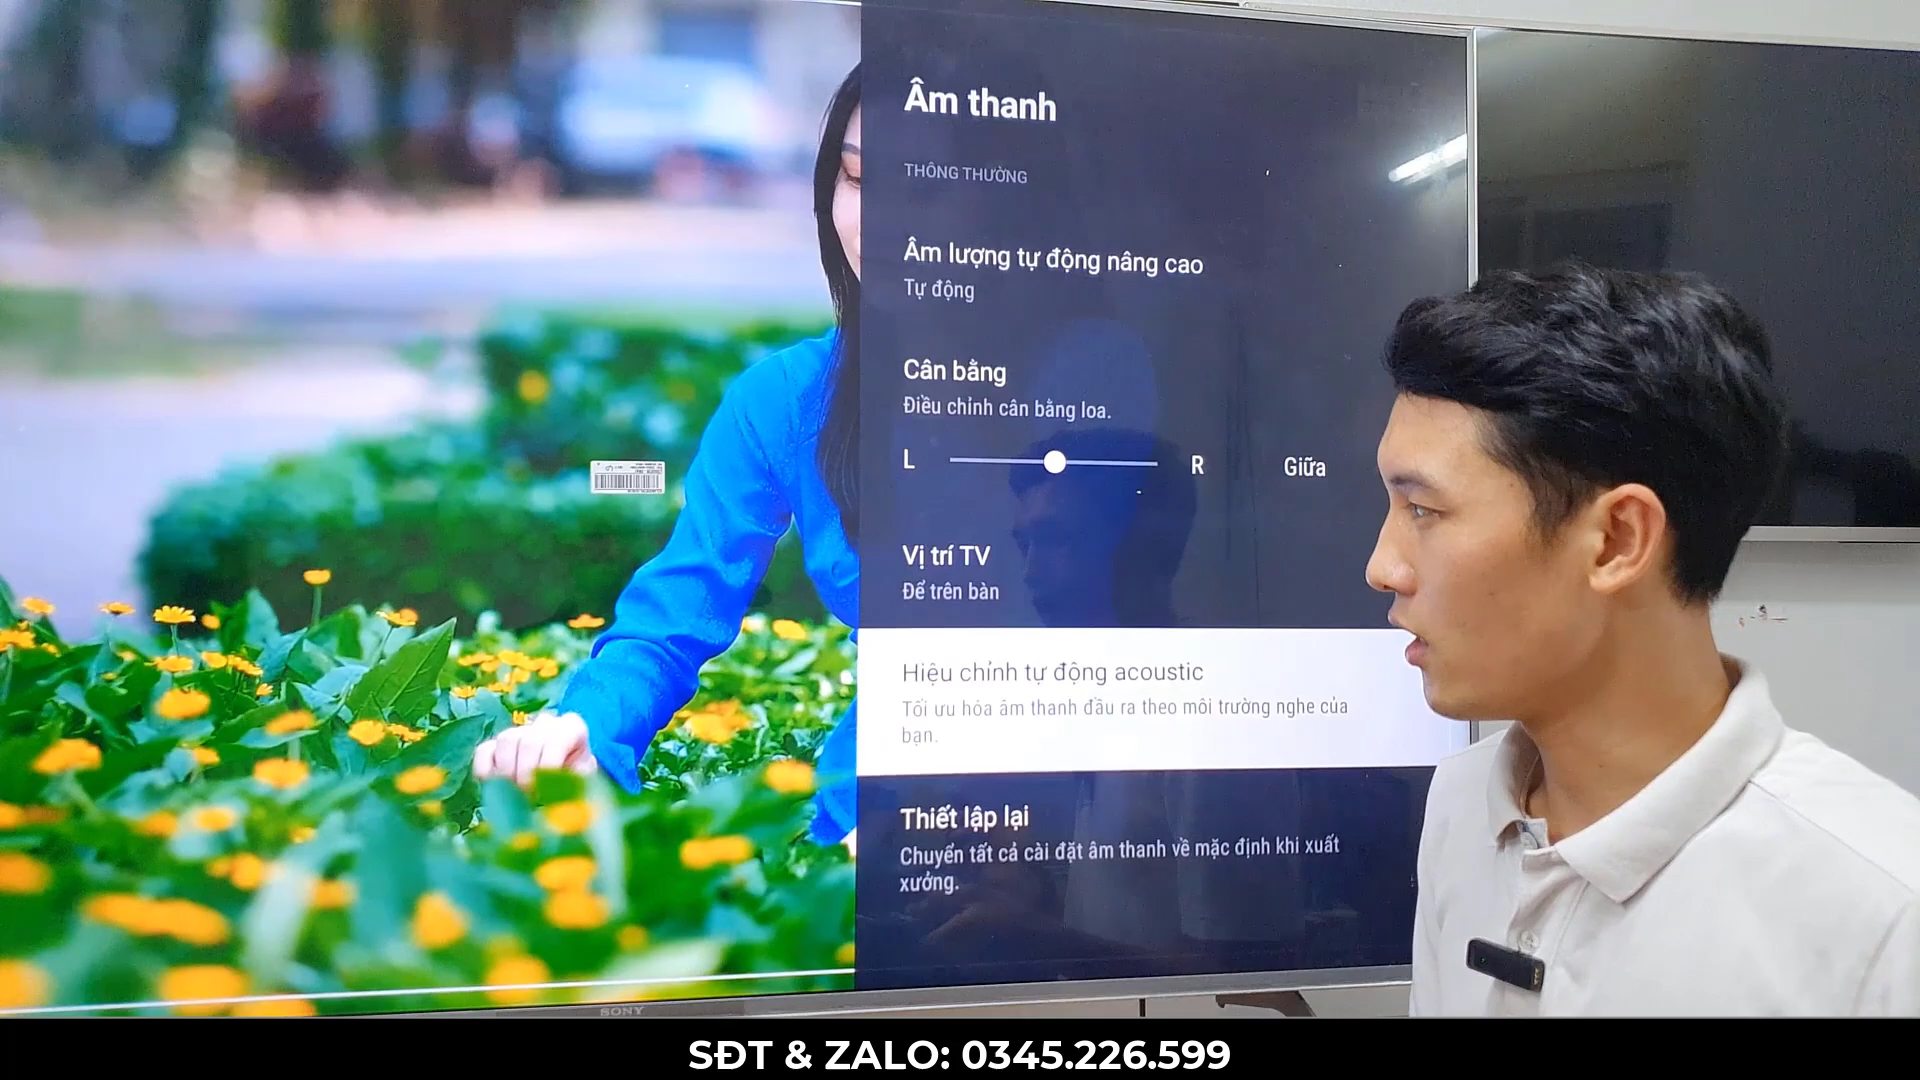 Âm thanh
THÔNG THƯỜNG
Âm lượng tự động nâng cao
Tự động
Cân bằng
Điều chỉnh cân bằng loa.
L
R
Giữa
Vị trí TV
Để trên bàn
Hiệu chỉnh tự động acoustic
Tối ưu hóa âm thanh đầu ra theo môi trường nghe của
bạn.
Thiết lập lại
Chuyển tất cả cài đặt âm thanh về mặc định khi xuất
xưởng.
SONY
SĐT & ZALO: 0345.226.599